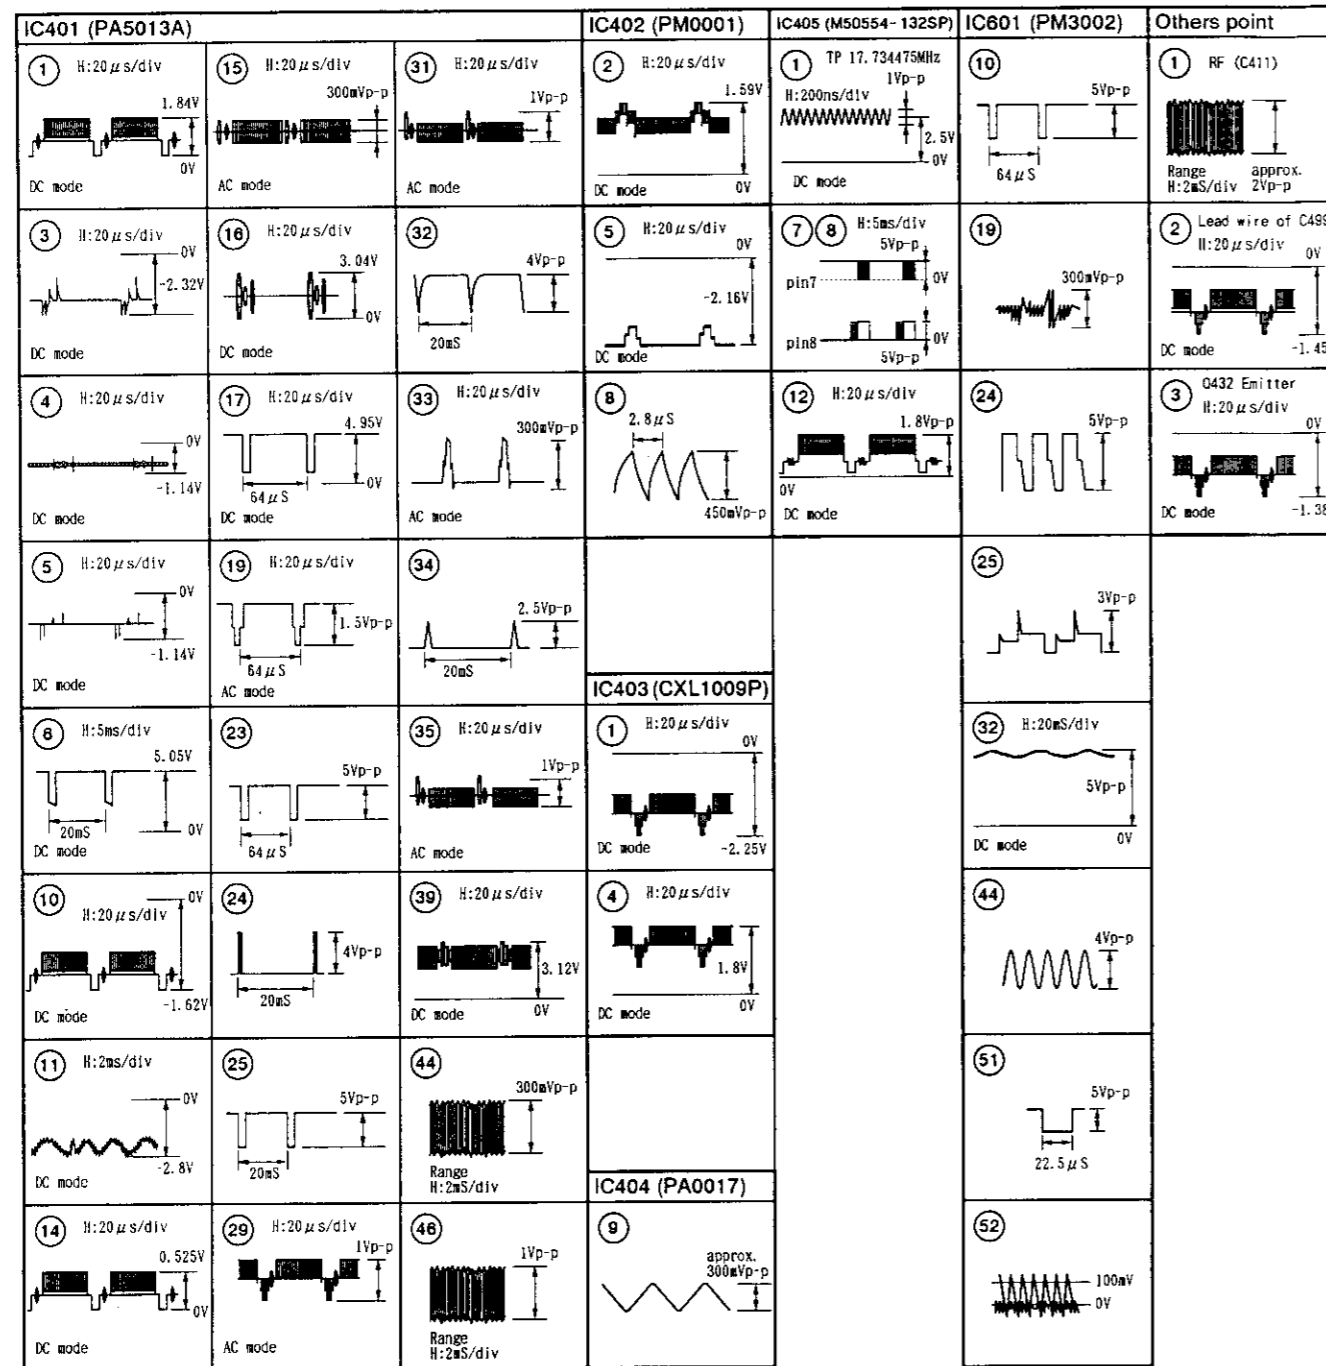 IC401 (PA5013A)
1 H:20μs/div
1.84V
0V
DC mode
15 H:20μs/div
300mVp-p
AC mode
31 H:20μs/div
1Vp-p
AC mode
3 H:20μs/div
0V
-2.32V
DC mode
16 H:20μs/div
3.04V
0V
DC mode
32
4Vp-p
20mS
4 H:20μs/div
0V
-1.14V
DC mode
17 H:20μs/div
4.95V
0V
64μS
DC mode
33 H:20μs/div
300mVp-p
AC mode
5 H:20μs/div
0V
-1.14V
DC mode
19 H:20μs/div
1.5Vp-p
64μS
AC mode
34
2.5Vp-p
20mS
6 H:5ms/div
5.05V
20mS
0V
DC mode
23
5Vp-p
64μS
35 H:20μs/div
1Vp-p
AC mode
10 H:20μs/div
0V
-1.62V
DC mode
24
4Vp-p
20mS
39 H:20μs/div
3.12V
0V
DC mode
11 H:2ms/div
0V
-2.8V
DC mode
25
5Vp-p
20mS
44
300mVp-p
Range
H:2mS/div
14 H:20μs/div
0.525V
0V
DC mode
29 H:20μs/div
1Vp-p
AC mode
46
1Vp-p
Range
H:2mS/div
IC402 (PM0001)
2 H:20μs/div
1.59V
0V
DC mode
5 H:20μs/div
0V
-2.16V
DC mode
8
2.8μS
450mVp-p
IC403 (CXL1009P)
1 H:20μs/div
0V
-2.25V
DC mode
4 H:20μs/div
1.8V
0V
DC mode
IC404 (PA0017)
9
approx.
300mVp-p
IC405 (M50554-132SP)
1 TP 17.734475MHz
1Vp-p
H:200ns/div
2.5V
0V
DC mode
7 8 H:5ms/div
5Vp-p
pin7
0V
pin8
0V
5Vp-p
12 H:20μs/div
1.8Vp-p
0V
DC mode
IC601 (PM3002)
10
5Vp-p
64μS
19
300mVp-p
24
5Vp-p
25
3Vp-p
32 H:20mS/div
5Vp-p
0V
DC mode
44
4Vp-p
51
5Vp-p
22.5μS
52
100mV
0V
Others point
1 RF (C411)
Range
H:2mS/div
approx.
2Vp-p
2 Lead wire of C499
H:20μs/div
0V
DC mode
-1.45
3 Q432 Emitter
H:20μs/div
0V
DC mode
-1.38